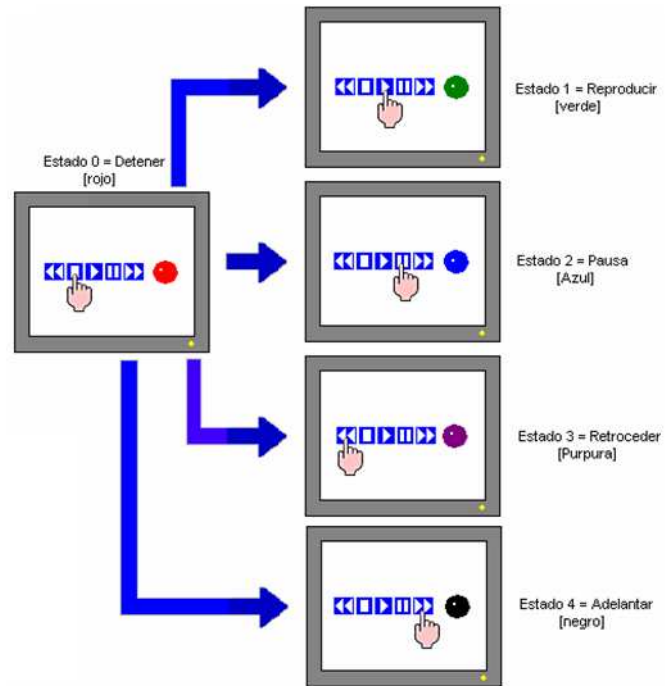 Estado 0 = Detener
[rojo]
Estado 1 = Reproducir
[verde]
Estado 2 = Pausa
[Azul]
Estado 3 = Retroceder
[Purpura]
Estado 4 = Adelantar
[negro]